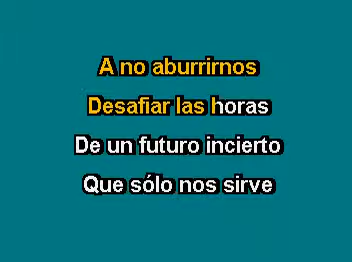 A no aburrirnos
Desafiar las horas
De un futuro incierto
Que sólo nos sirve